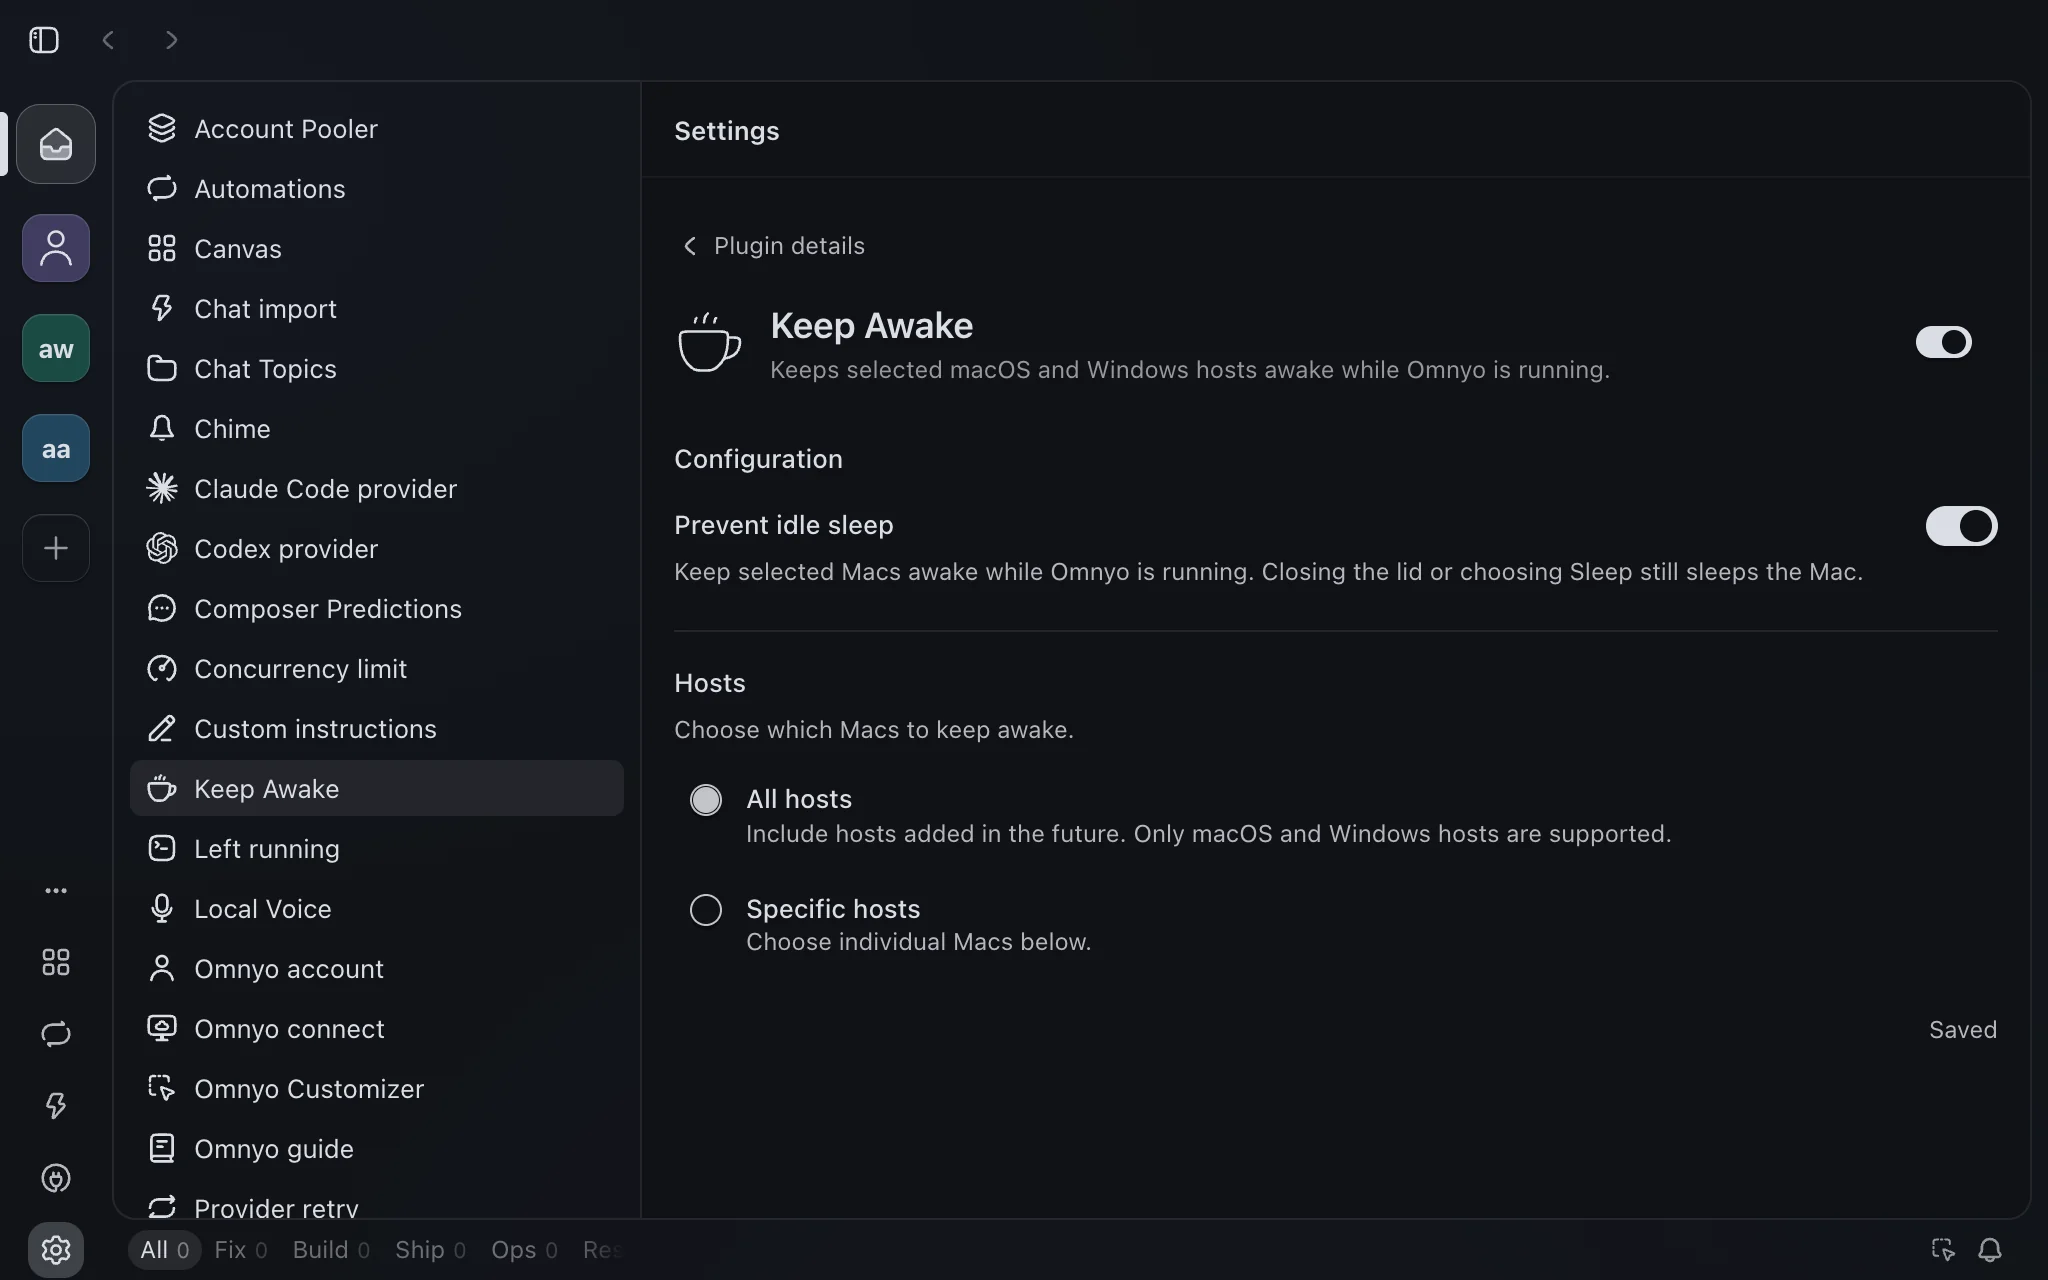 aw
aa
Account Pooler
Automations
Canvas
Chat import
Chat Topics
Chime
Claude Code provider
Codex provider
Composer Predictions
Concurrency limit
Custom instructions
Keep Awake
Left running
Local Voice
Omnyo account
Omnyo connect
Omnyo Customizer
Omnyo guide
Provider retry
Settings
Plugin details
Keep Awake
Keeps selected macOS and Windows hosts awake while Omnyo is running.
Configuration
Prevent idle sleep
Keep selected Macs awake while Omnyo is running. Closing the lid or choosing Sleep still sleeps the Mac.
Hosts
Choose which Macs to keep awake.
All hosts
Include hosts added in the future. Only macOS and Windows hosts are supported.
Specific hosts
Choose individual Macs below.
Saved
All 0 Fix 0 Build 0 Ship 0 Ops 0 Res